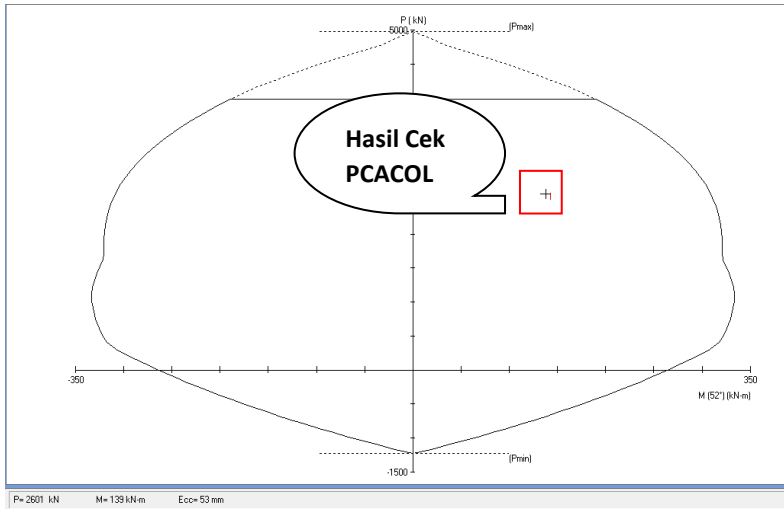 P ( kN)
5000
(Pmax)
Hasil Cek
PCACOL
1
-350
350
M (52°) (kN-m)
(Pmin)
-1500
P= 2601 kN M= 139 kN-m Ecc= 53 mm